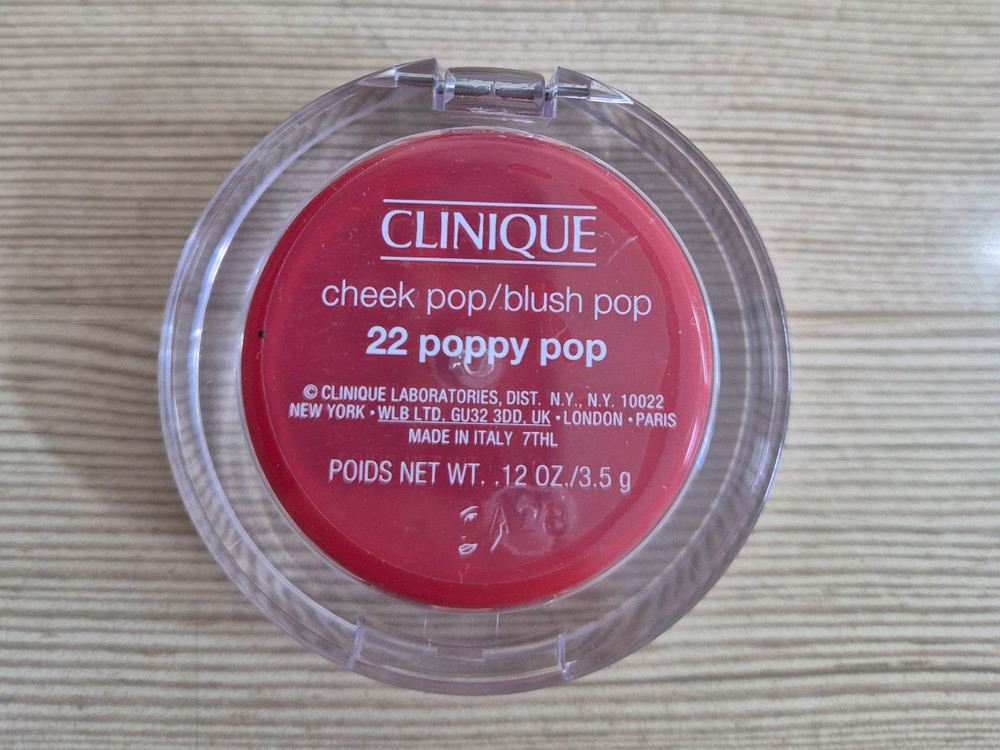 CLINIQUE
cheek pop/blush pop
22 poppy pop
© CLINIQUE LABORATORIES, DIST. N.Y., N.Y. 10022
NEW YORK • WLB LTD. GU32 3DD, UK • LONDON • PARIS
MADE IN ITALY 7THL
POIDS NET WT. .12 OZ./3.5 g
A28